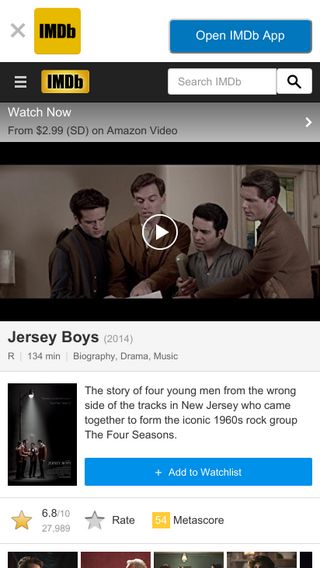 IMDb
Open IMDb App
IMDb
Search IMDb
Watch Now
From $2.99 (SD) on Amazon Video
Jersey Boys (2014)
R | 134 min | Biography, Drama, Music
The story of four young men from the wrong
side of the tracks in New Jersey who came
together to form the iconic 1960s rock group
The Four Seasons.
JERSEY BOYS
+ Add to Watchlist
6.8/10
27,989
Rate
54 Metascore